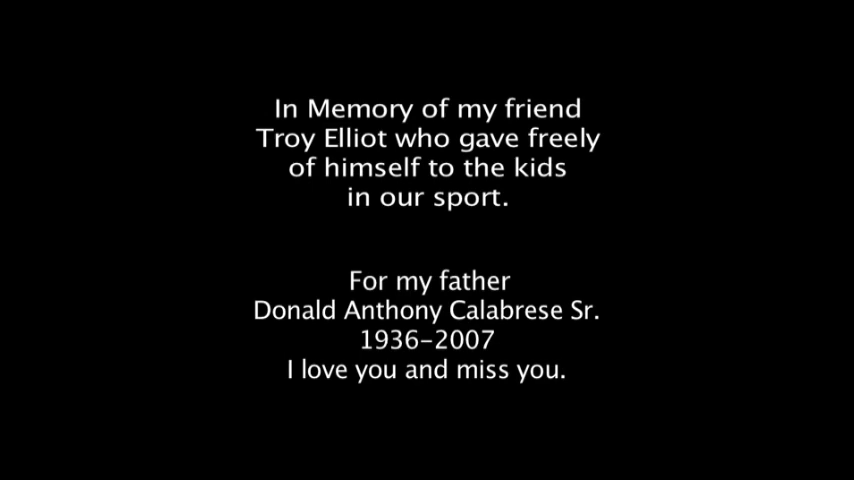 In Memory of my friend
Troy Elliot who gave freely
of himself to the kids
in our sport.
For my father
Donald Anthony Calabrese Sr.
1936-2007
I love you and miss you.